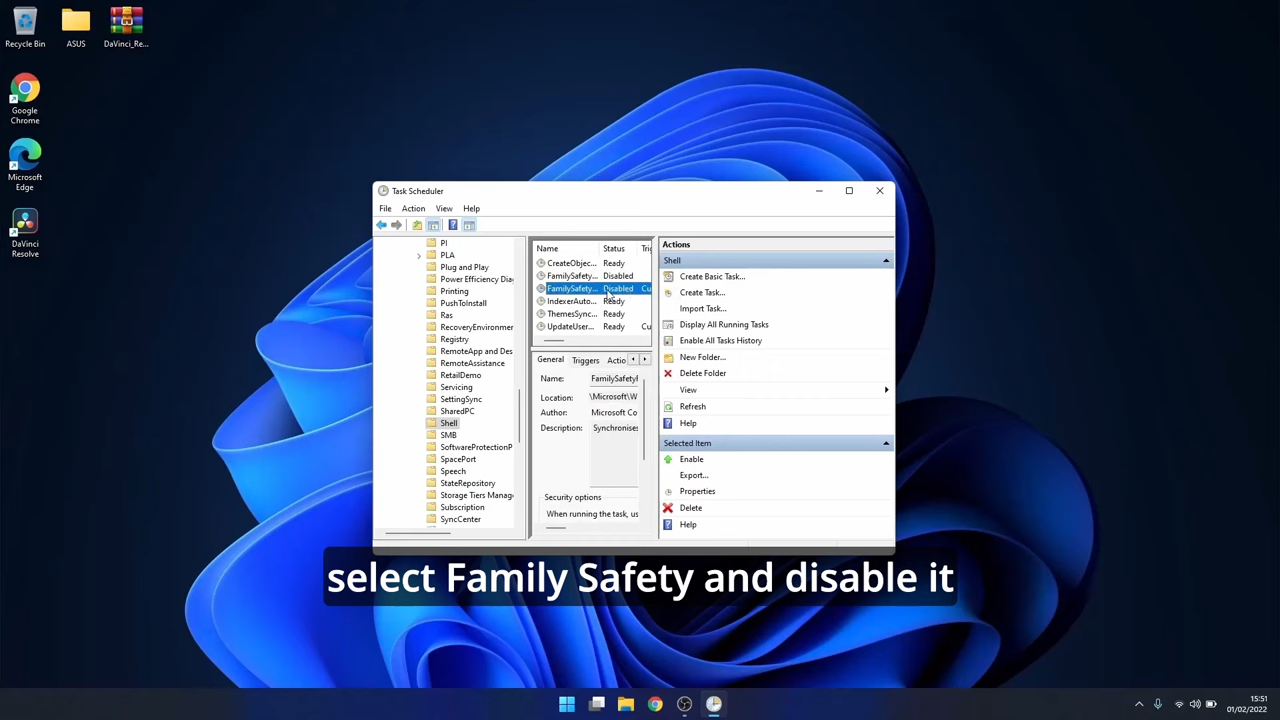 Recycle Bin
ASUS
DaVinci_Re...
Google
Chrome
Microsoft
Edge
DaVinci
Resolve
Task Scheduler
File Action View Help
PI
PLA
Plug and Play
Power Efficiency Dia
Printing
PushToInstall
Ras
RecoveryEnvironme
Registry
RemoteApp and Des
RemoteAssistance
RetailDemo
Servicing
SettingSync
SharedPC
Shell
SMB
SoftwareProtectionP
SpacePort
Speech
StateRepository
Storage Tiers Manag
Subscription
SyncCenter
Name Status Tri
CreateObjec... Ready
FamilySafety... Disabled
FamilySafety... Disabled Cu
IndexerAuto... Ready
ThemesSync... Ready
UpdateUser... Ready Cu
General Triggers Actio
Name: FamilySafety
Location: \Microsoft\W
Author: Microsoft Co
Description: Synchronises
Security options
When running the task, us
Actions
Shell
Create Basic Task...
Create Task...
Import Task...
Display All Running Tasks
Enable All Tasks History
New Folder...
Delete Folder
View
Refresh
Help
Selected Item
Enable
Export...
Properties
Delete
Help
select Family Safety and disable it
15:51
01/02/2022